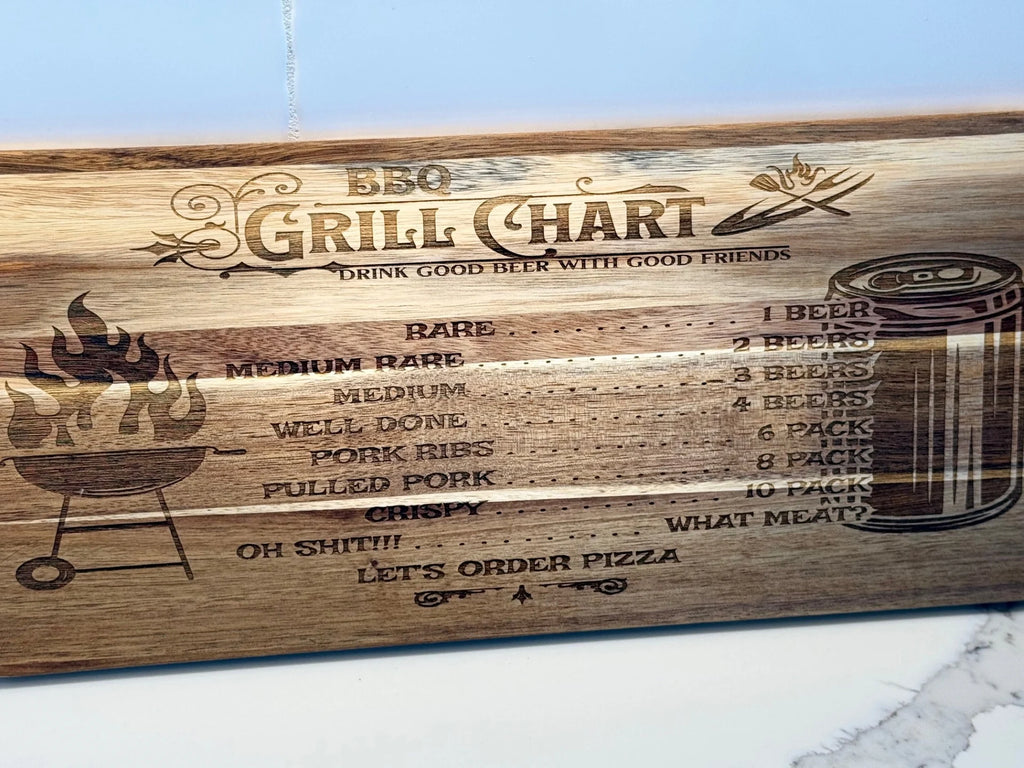 BBQ
GRILL CHART
DRINK GOOD BEER WITH GOOD FRIENDS
RARE . . . . . . . . . . . . . . . . 1 BEER
MEDIUM RARE . . . . . . . . . . . . . . . . 2 BEERS
MEDIUM . . . . . . . . . . . . . . . . 3 BEERS
WELL DONE . . . . . . . . . . . . . . . . 4 BEERS
PORK RIBS . . . . . . . . . . . . . . . . 6 PACK
PULLED PORK . . . . . . . . . . . . . . . . 8 PACK
CRISPY . . . . . . . . . . . . . . . . 10 PACK
OH SHIT!!! . . . . . . . . . . . . . . . . WHAT MEAT?
LET'S ORDER PIZZA